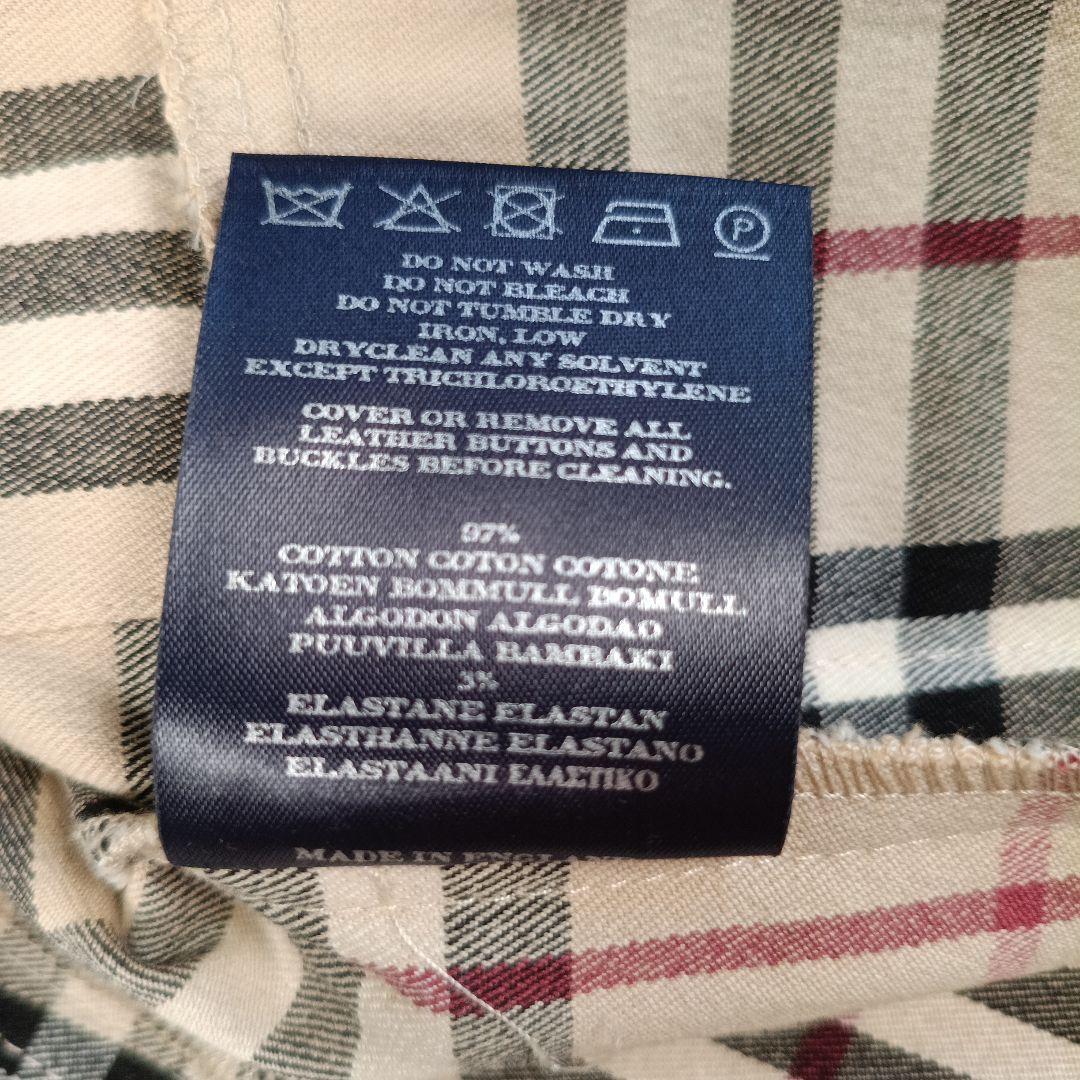 P
DO NOT WASH
DO NOT BLEACH
DO NOT TUMBLE DRY
IRON, LOW
DRYCLEAN ANY SOLVENT
EXCEPT TRICHLOROETHYLENE
COVER OR REMOVE ALL
LEATHER BUTTONS AND
BUCKLES BEFORE CLEANING.
97%
COTTON COTON COTONE
KATOEN BOMMULL BOMULL
ALGODON ALGODAO
PUUVILLA BAMBAKI
3%
ELASTANE ELASTAN
ELASTHANNE ELASTANO
ELASTAANI ΕΛΑΣΤΙΚΟ
MADE IN ENGLAND